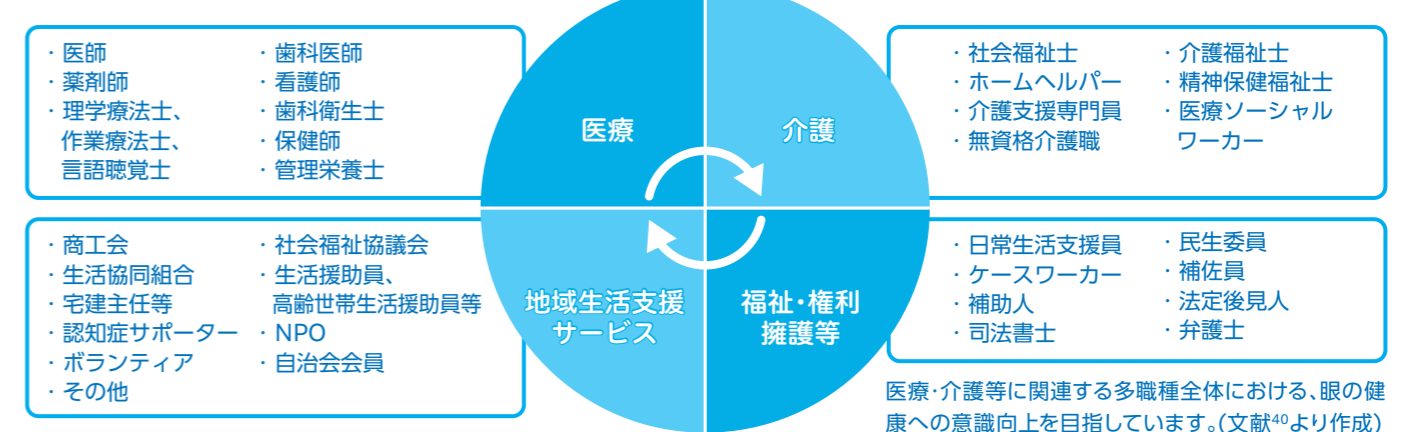 ・医師
・薬剤師
・理学療法士、
作業療法士、
言語聴覚士
・歯科医師
・看護師
・歯科衛生士
・保健師
・管理栄養士
医療
介護
・社会福祉士
・ホームヘルパー
・介護支援専門員
・無資格介護職
・介護福祉士
・精神保健福祉士
・医療ソーシャル
ワーカー
・商工会
・生活協同組合
・宅建主任等
・認知症サポーター
・ボランティア
・その他
・社会福祉協議会
・生活援助員、
高齢世帯生活援助員等
・NPO
・自治会会員
地域生活支援
サービス
福祉・権利
擁護等
・日常生活支援員
・ケースワーカー
・補助人
・司法書士
・民生委員
・補佐員
・法定後見人
・弁護士
医療・介護等に関連する多職種全体における、眼の健
康への意識向上を目指しています。(文献40より作成)